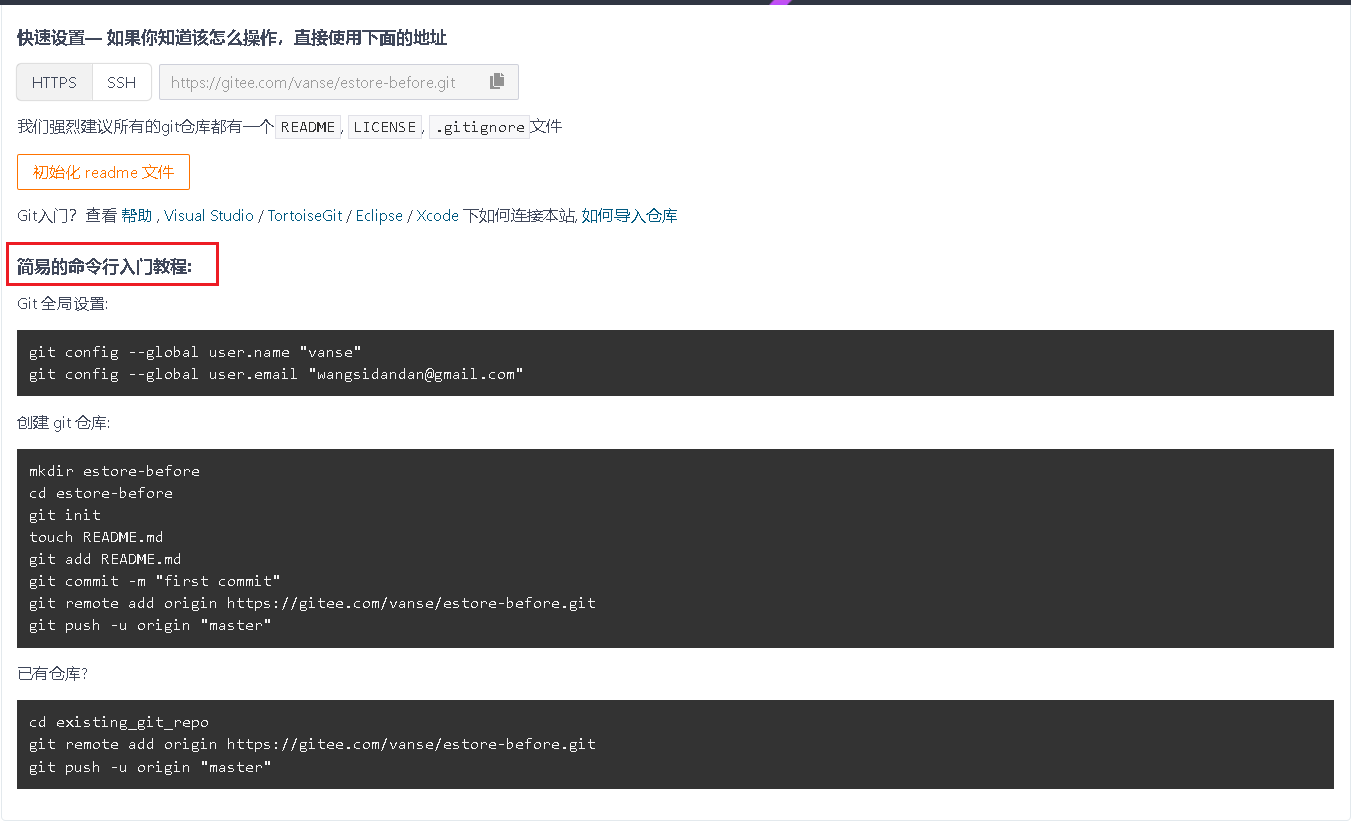 快速设置— 如果你知道该怎么操作，直接使用下面的地址
HTTPS SSH https://gitee.com/vanse/estore-before.git
我们强烈建议所有的git仓库都有一个 README, LICENSE, .gitignore文件
初始化 readme 文件
Git入门？查看 帮助 , Visual Studio / TortoiseGit / Eclipse / Xcode 下如何连接本站, 如何导入仓库
简易的命令行入门教程:
Git 全局设置:
git config --global user.name "vanse"
git config --global user.email "wangsidandan@gmail.com"
创建 git 仓库:
mkdir estore-before
cd estore-before
git init
touch README.md
git add README.md
git commit -m "first commit"
git remote add origin https://gitee.com/vanse/estore-before.git
git push -u origin "master"
已有仓库?
cd existing_git_repo
git remote add origin https://gitee.com/vanse/estore-before.git
git push -u origin "master"